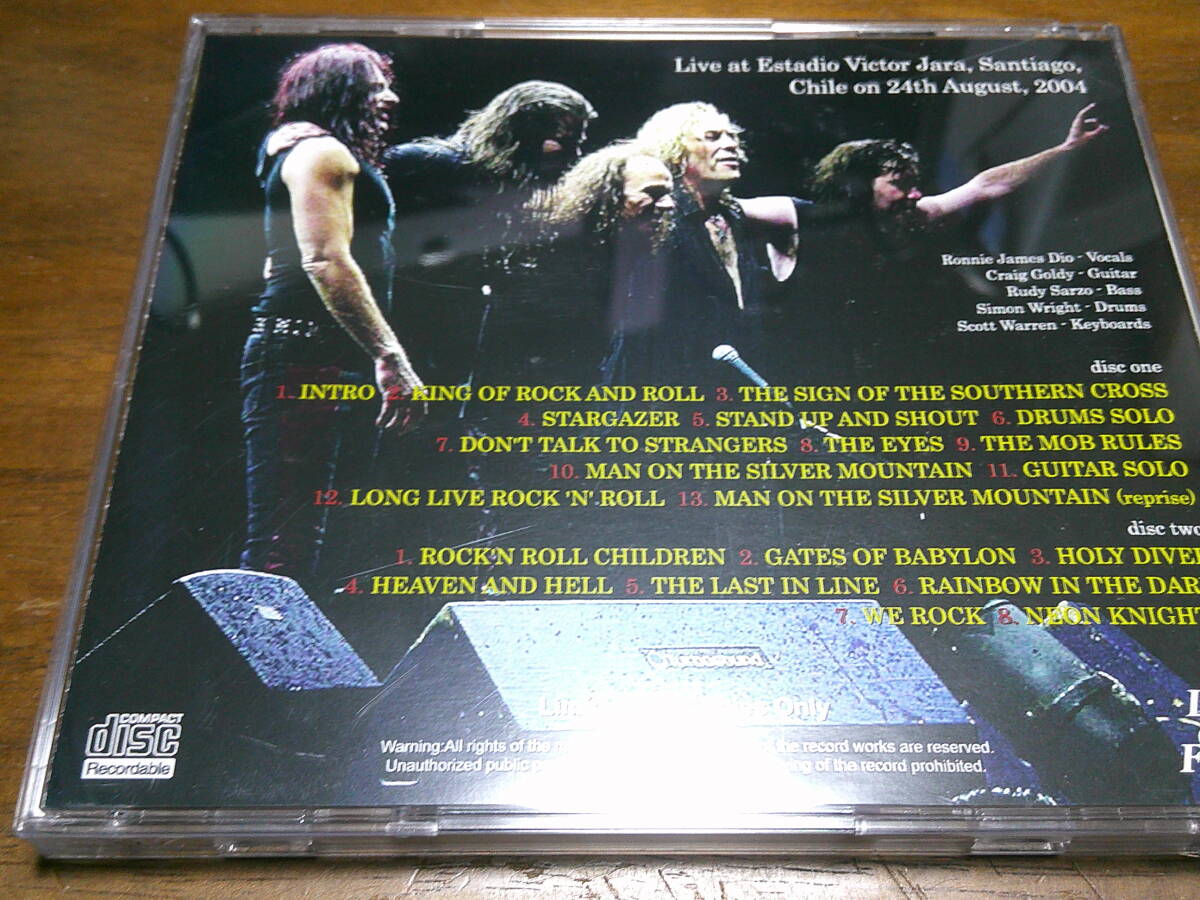 Live at Estadio Victor Jara, Santiago,
Chile on 24th August, 2004
Ronnie James Dio - Vocals
Craig Goldy - Guitar
Rudy Sarzo - Bass
Simon Wright - Drums
Scott Warren - Keyboards
disc one
1. INTRO 2. KING OF ROCK AND ROLL 3. THE SIGN OF THE SOUTHERN CROSS
4. STARGAZER 5. STAND UP AND SHOUT 6. DRUMS SOLO
7. DON'T TALK TO STRANGERS 8. THE EYES 9. THE MOB RULES
10. MAN ON THE SILVER MOUNTAIN 11. GUITAR SOLO
12. LONG LIVE ROCK 'N' ROLL 13. MAN ON THE SILVER MOUNTAIN (reprise)
disc two
1. ROCK'N ROLL CHILDREN 2. GATES OF BABYLON 3. HOLY DIVER
4. HEAVEN AND HELL 5. THE LAST IN LINE 6. RAINBOW IN THE DAR
7. WE ROCK 8. NEON KNIGHT
Only
COMPACT
disc
Recordable
Warning:All rights of the the record works are reserved.
Unauthorized public of the record prohibited.